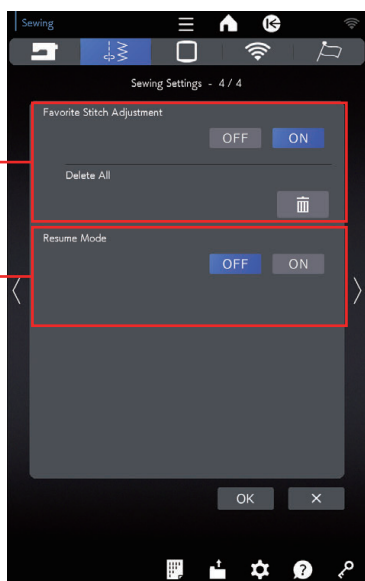 Sewing
Sewing Settings - 4 / 4
Favorite Stitch Adjustment
OFF ON
Delete All
Resume Mode
OFF ON
OK ×
?